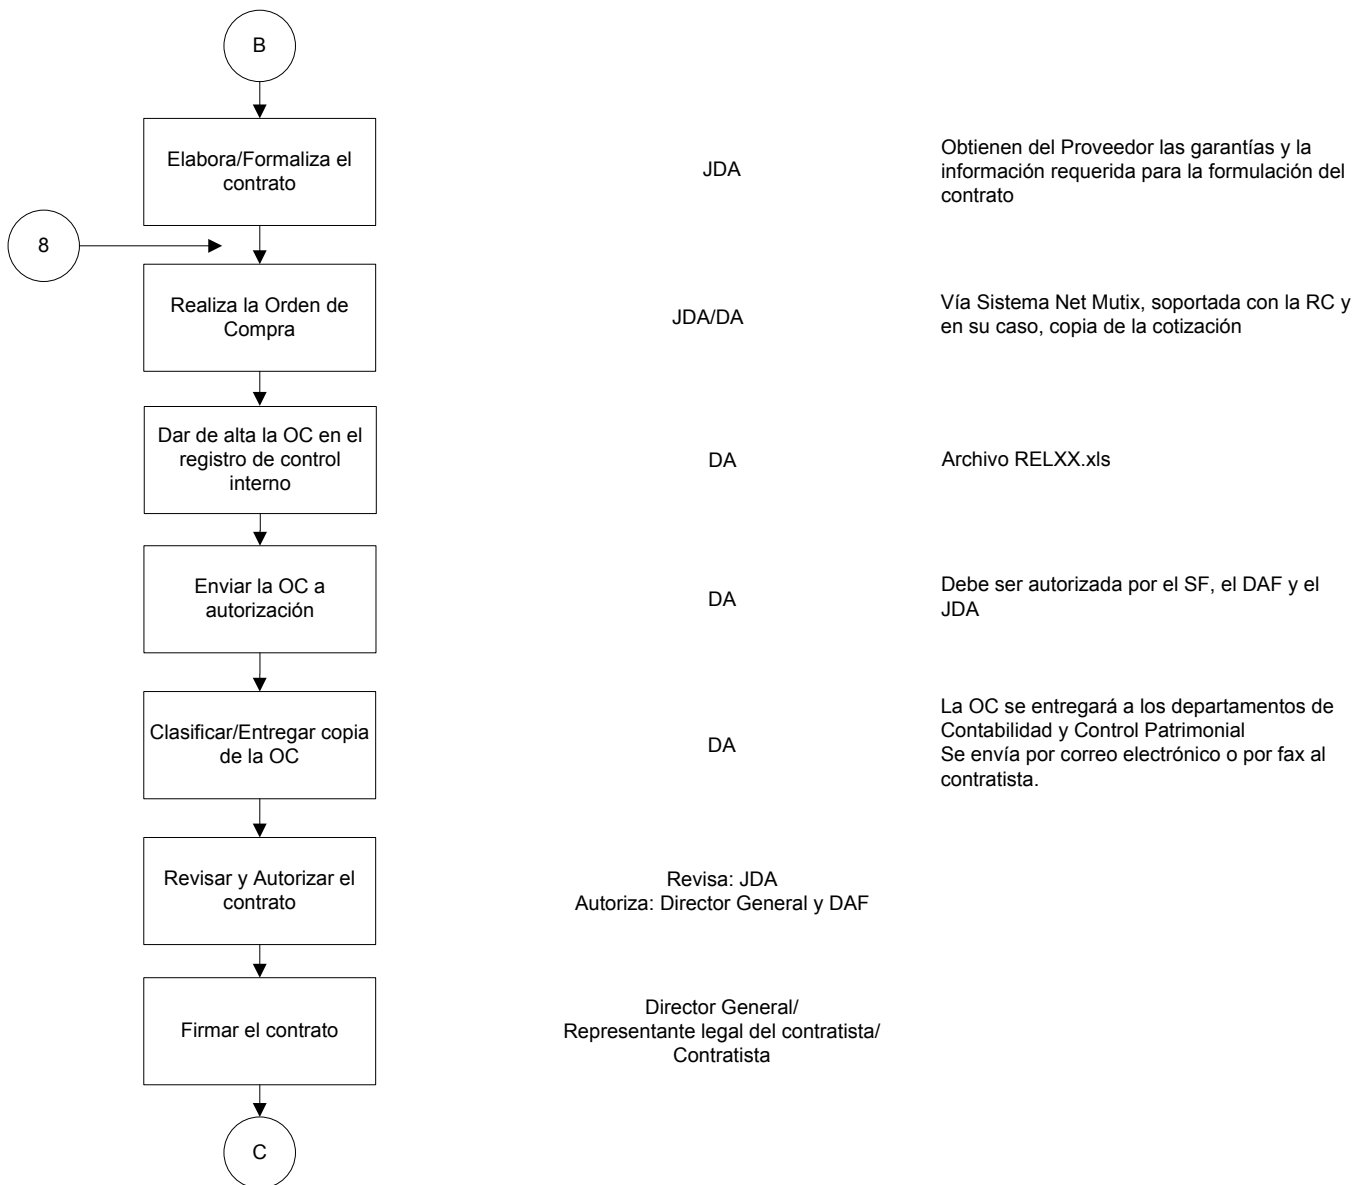 B
Elabora/Formaliza el
contrato
JDA
Obtienen del Proveedor las garantías y la
información requerida para la formulación del
contrato
8
Realiza la Orden de
Compra
JDA/DA
Vía Sistema Net Mutix, soportada con la RC y
en su caso, copia de la cotización
Dar de alta la OC en el
registro de control
interno
DA
Archivo RELXX.xls
Enviar la OC a
autorización
DA
Debe ser autorizada por el SF, el DAF y el
JDA
Clasificar/Entregar copia
de la OC
DA
La OC se entregará a los departamentos de
Contabilidad y Control Patrimonial
Se envía por correo electrónico o por fax al
contratista.
Revisar y Autorizar el
contrato
Revisa: JDA
Autoriza: Director General y DAF
Firmar el contrato
Director General/
Representante legal del contratista/
Contratista
C